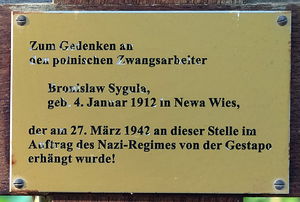 Zum Gedenken an
den polnischen Zwangsarbeiter
Bronislaw Sygula,
geb. 4. Januar 1912 in Newa Wies,
der am 27. März 1942 an dieser Stelle im
Auftrag des Nazi-Regimes von der Gestapo
erhängt wurde!